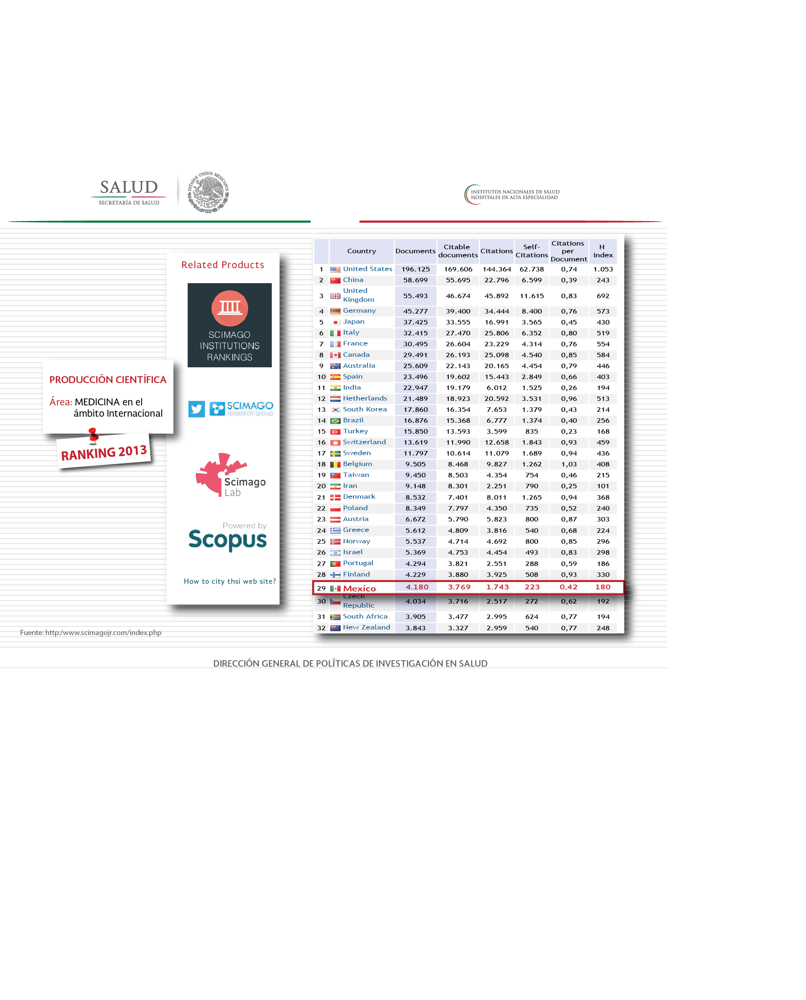 SALUD
SECRETARÍA DE SALUD
ESTADOS UNIDOS MEXICANOS
INSTITUTOS NACIONALES DE SALUD
HOSPITALES DE ALTA ESPECIALIDAD
PRODUCCIÓN CIENTÍFICA
Área: MEDICINA en el
ámbito Internacional
RANKING 2013
Related Products
SCIMAGO
INSTITUTIONS
RANKINGS
SCIMAGO
research group
Scimago
Lab
Powered by
Scopus
How to city thsi web site?
Country Documents Citable documents Citations Self-Citations Citations per Document H index
1 United States 196.125 169.606 144.364 62.738 0,74 1.053
2 China 58.699 55.695 22.796 6.599 0,39 243
3 United Kingdom 55.493 46.674 45.892 11.615 0,83 692
4 Germany 45.277 39.400 34.444 8.400 0,76 573
5 Japan 37.425 33.555 16.991 3.565 0,45 430
6 Italy 32.415 27.470 25.806 6.352 0,80 519
7 France 30.495 26.604 23.229 4.314 0,76 554
8 Canada 29.491 26.193 25.098 4.540 0,85 584
9 Australia 25.609 22.143 20.165 4.454 0,79 446
10 Spain 23.496 19.602 15.443 2.849 0,66 403
11 India 22.947 19.179 6.012 1.525 0,26 194
12 Netherlands 21.489 18.923 20.592 3.531 0,96 513
13 South Korea 17.860 16.354 7.653 1.379 0,43 214
14 Brazil 16.876 15.368 6.777 1.374 0,40 256
15 Turkey 15.850 13.593 3.599 835 0,23 168
16 Switzerland 13.619 11.990 12.658 1.843 0,93 459
17 Sweden 11.797 10.614 11.079 1.689 0,94 436
18 Belgium 9.505 8.468 9.827 1.262 1,03 408
19 Taiwan 9.450 8.503 4.354 754 0,46 215
20 Iran 9.148 8.301 2.251 790 0,25 101
21 Denmark 8.532 7.401 8.011 1.265 0,94 368
22 Poland 8.349 7.797 4.350 735 0,52 240
23 Austria 6.672 5.790 5.823 800 0,87 303
24 Greece 5.612 4.809 3.816 540 0,68 224
25 Norway 5.537 4.714 4.692 800 0,85 296
26 Israel 5.369 4.753 4.454 493 0,83 298
27 Portugal 4.294 3.821 2.551 288 0,59 186
28 Finland 4.229 3.880 3.925 508 0,93 330
29 Mexico 4.180 3.769 1.743 223 0,42 180
30 Czech Republic 4.034 3.716 2.517 272 0,62 192
31 South Africa 3.905 3.477 2.995 624 0,77 194
32 New Zealand 3.843 3.327 2.959 540 0,77 248
Fuente: http:/www.scimagojr.com/index.php
DIRECCIÓN GENERAL DE POLÍTICAS DE INVESTIGACIÓN EN SALUD